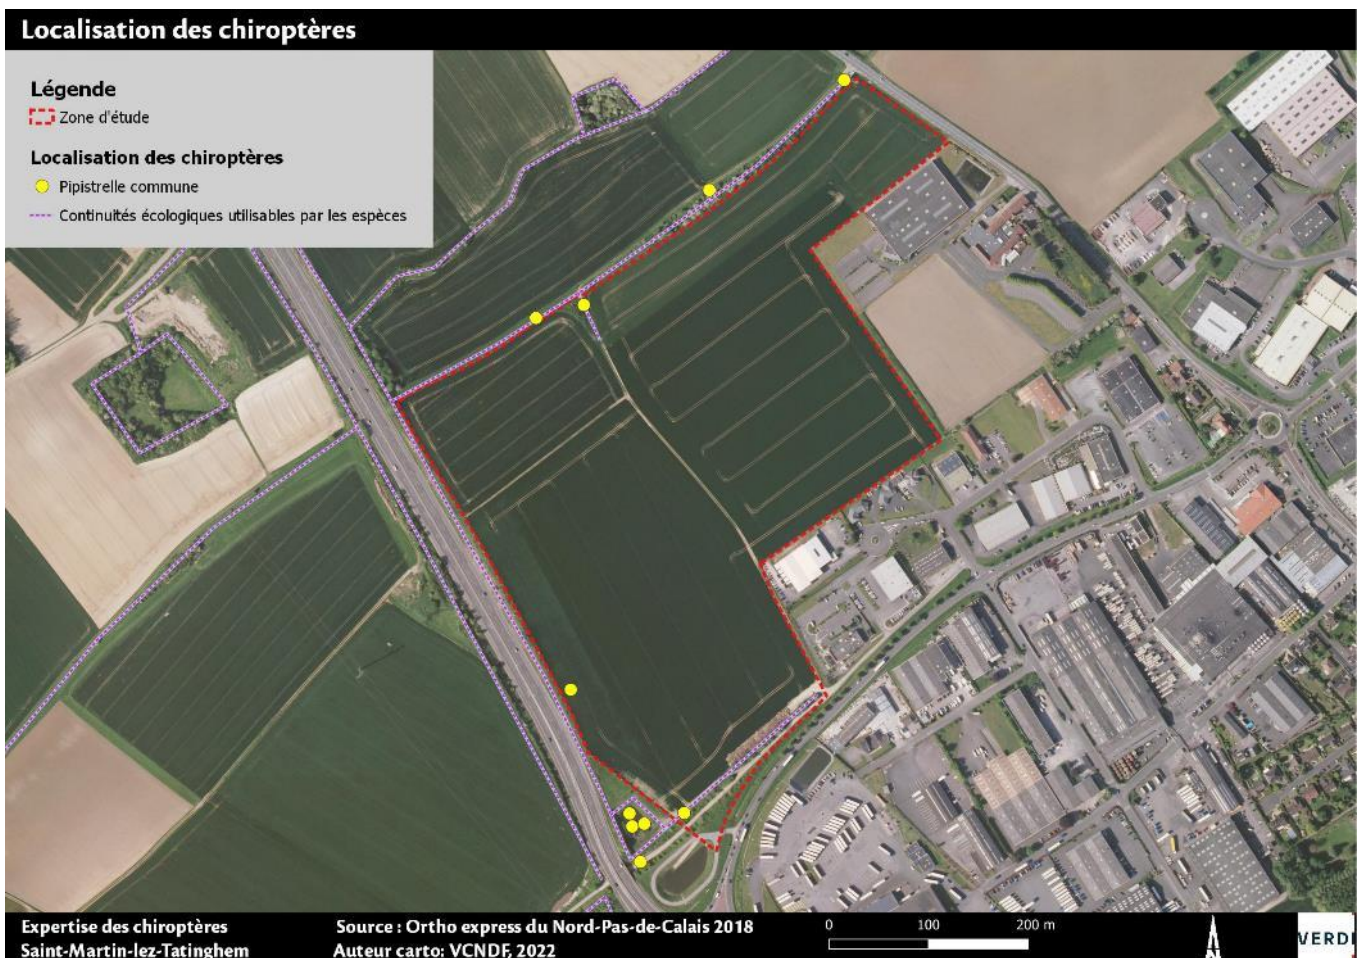 Localisation des chiroptères
Légende
Zone d'étude
Localisation des chiroptères
Pipistrelle commune
Continuités écologiques utilisables par les espèces
Expertise des chiroptères
Saint-Martin-lez-Tatinghem
Source : Ortho express du Nord-Pas-de-Calais 2018
Auteur carto: VCNDF, 2022
0 100 200 m
N
VERDI